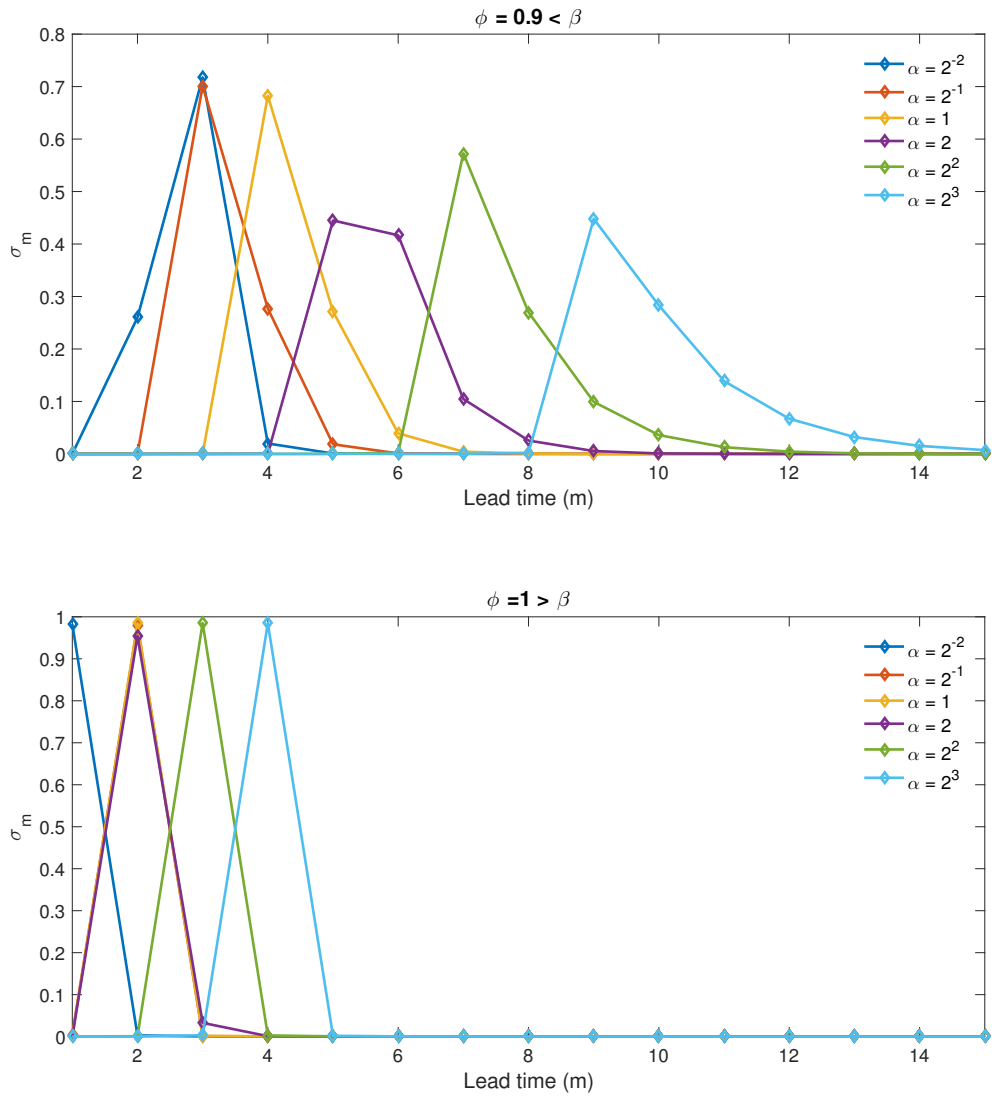 ϕ = 0.9 < β
0.8
0.7
0.6
0.5
0.4
0.3
0.2
0.1
0
σm
2 4 6 8 10 12 14
Lead time (m)
α = 2-2
α = 2-1
α = 1
α = 2
α = 22
α = 23
ϕ =1 > β
1
0.9
0.8
0.7
0.6
0.5
0.4
0.3
0.2
0.1
0
σm
2 4 6 8 10 12 14
Lead time (m)
α = 2-2
α = 2-1
α = 1
α = 2
α = 22
α = 23